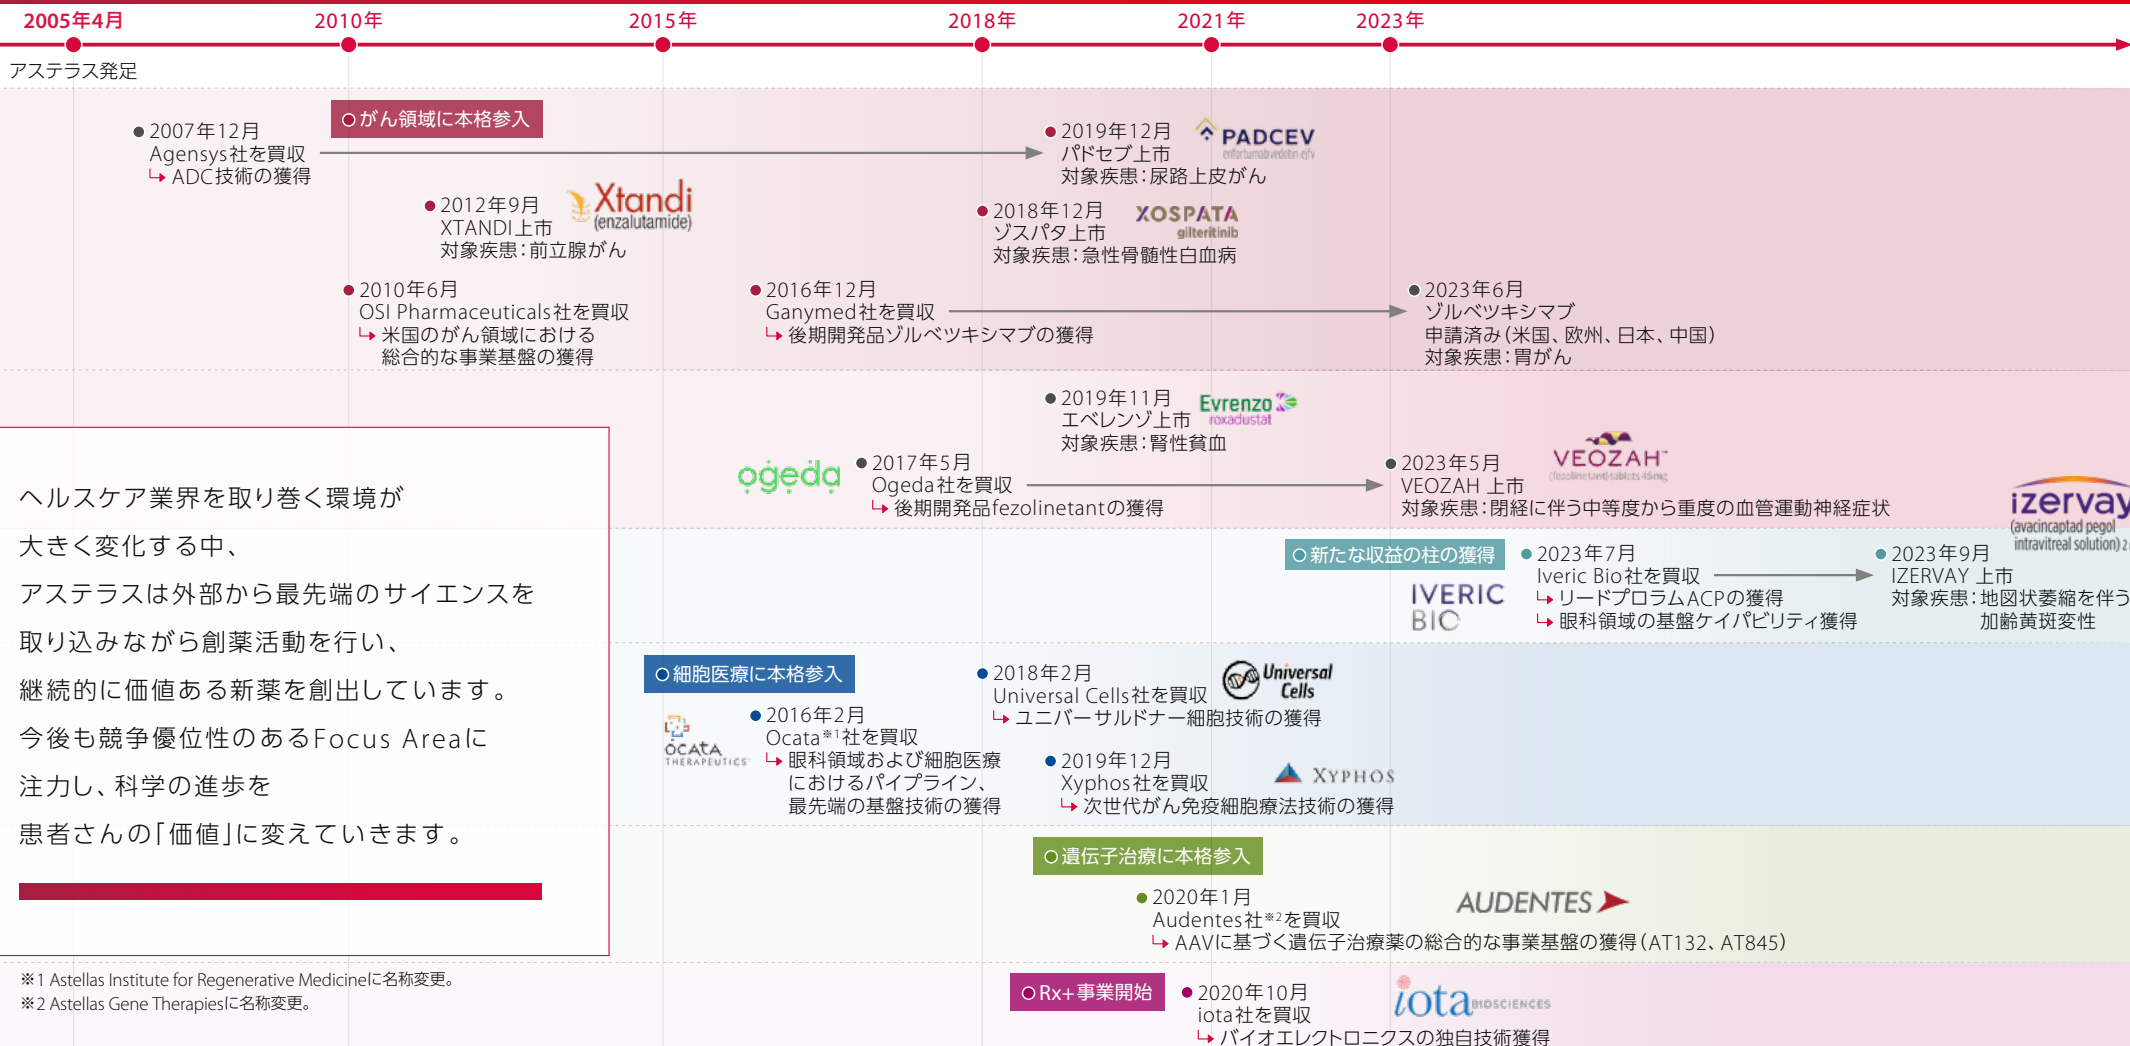 2005年4月
2010年
2015年
2018年
2021年
2023年
アステラス発足
2007年12月
Agensys社を買収
ADC技術の獲得
がん領域に本格参入
2019年12月
パドセブ上市
対象疾患：尿路上皮がん
PADCEV
enfortumab vedotin-ejfv
2012年9月
XTANDI上市
対象疾患：前立腺がん
Xtandi
(enzalutamide)
2018年12月
ゾスパタ上市
対象疾患：急性骨髄性白血病
XOSPATA
gilteritinib
2010年6月
OSI Pharmaceuticals社を買収
米国のがん領域における
総合的な事業基盤の獲得
2016年12月
Ganymed社を買収
後期開発品ゾルベツキシマブの獲得
2023年6月
ゾルベツキシマブ
申請済み（米国、欧州、日本、中国）
対象疾患：胃がん
2019年11月
エベレンゾ上市
対象疾患：腎性貧血
Evrenzo
roxadustat
ogeda
2017年5月
Ogeda社を買収
後期開発品fezolinetantの獲得
2023年5月
VEOZAH 上市
対象疾患：閉経に伴う中等度から重度の血管運動神経症状
VEOZAH
(fezolinetant) tablets 45mg
izervay
(avacincaptad pegol
intravitreal solution) 2
新たな収益の柱の獲得
IVERIC
BIO
2023年7月
Iveric Bio社を買収
リードプロラムACPの獲得
眼科領域の基盤ケイパビリティ獲得
2023年9月
IZERVAY 上市
対象疾患：地図状萎縮を伴う
加齢黄斑変性
細胞医療に本格参入
OCATA
THERAPEUTICS
2016年2月
Ocata※1社を買収
眼科領域および細胞医療
におけるパイプライン、
最先端の基盤技術の獲得
2018年2月
Universal Cells社を買収
ユニバーサルドナー細胞技術の獲得
Universal
Cells
2019年12月
Xyphos社を買収
次世代がん免疫細胞療法技術の獲得
XYPHOS
遺伝子治療に本格参入
2020年1月
Audentes社※2を買収
AAVに基づく遺伝子治療薬の総合的な事業基盤の獲得（AT132、AT845）
AUDENTES
Rx+事業開始
2020年10月
iota社を買収
バイオエレクトロニクスの独自技術獲得
iota BIOSCIENCES
ヘルスケア業界を取り巻く環境が
大きく変化する中、
アステラスは外部から最先端のサイエンスを
取り込みながら創薬活動を行い、
継続的に価値ある新薬を創出しています。
今後も競争優位性のあるFocus Areaに
注力し、科学の進歩を
患者さんの「価値」に変えていきます。
※1 Astellas Institute for Regenerative Medicineに名称変更。
※2 Astellas Gene Therapiesに名称変更。